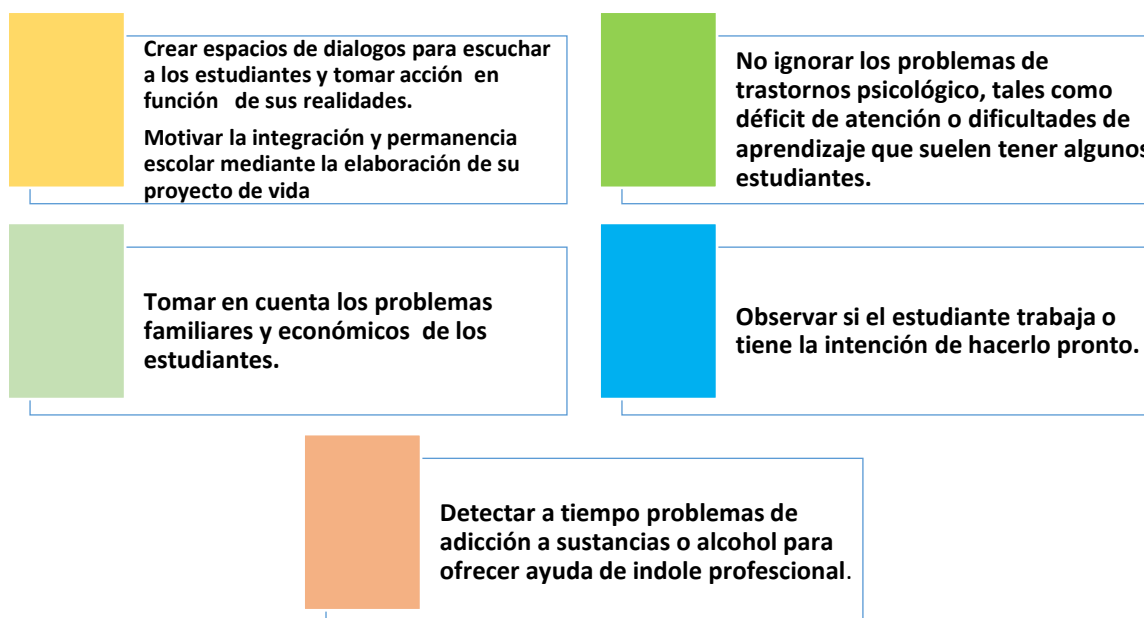 Crear espacios de dialogos para escuchar
a los estudiantes y tomar acción en
función de sus realidades.
Motivar la integración y permanencia
escolar mediante la elaboración de su
proyecto de vida
No ignorar los problemas de
trastornos psicológico, tales como
déficit de atención o dificultades de
aprendizaje que suelen tener algunos
estudiantes.
Tomar en cuenta los problemas
familiares y económicos de los
estudiantes.
Observar si el estudiante trabaja o
tiene la intención de hacerlo pronto.
Detectar a tiempo problemas de
adicción a sustancias o alcohol para
ofrecer ayuda de indole profescional.